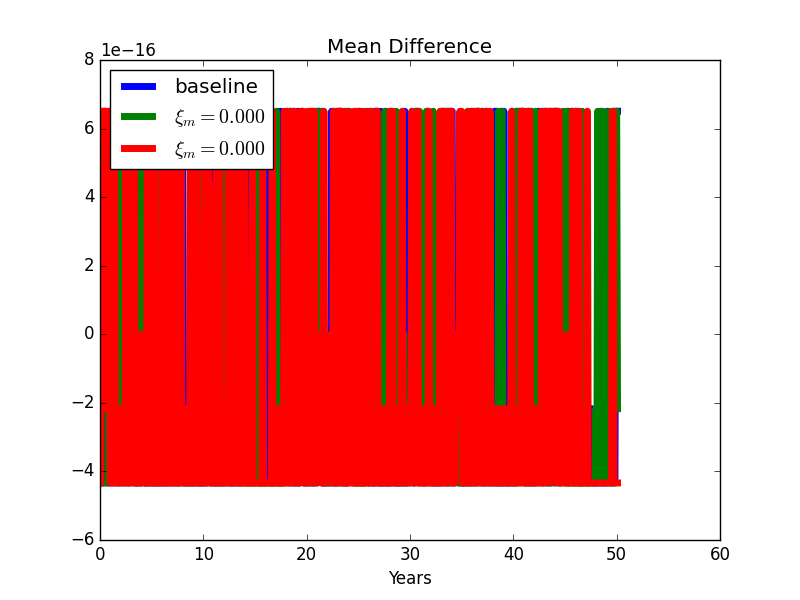 Mean Difference
1e−16
8
6
4
2
0
−2
−4
−6
baseline
ξₘ = 0.000
ξₘ = 0.000
0 10 20 30 40 50 60
Years